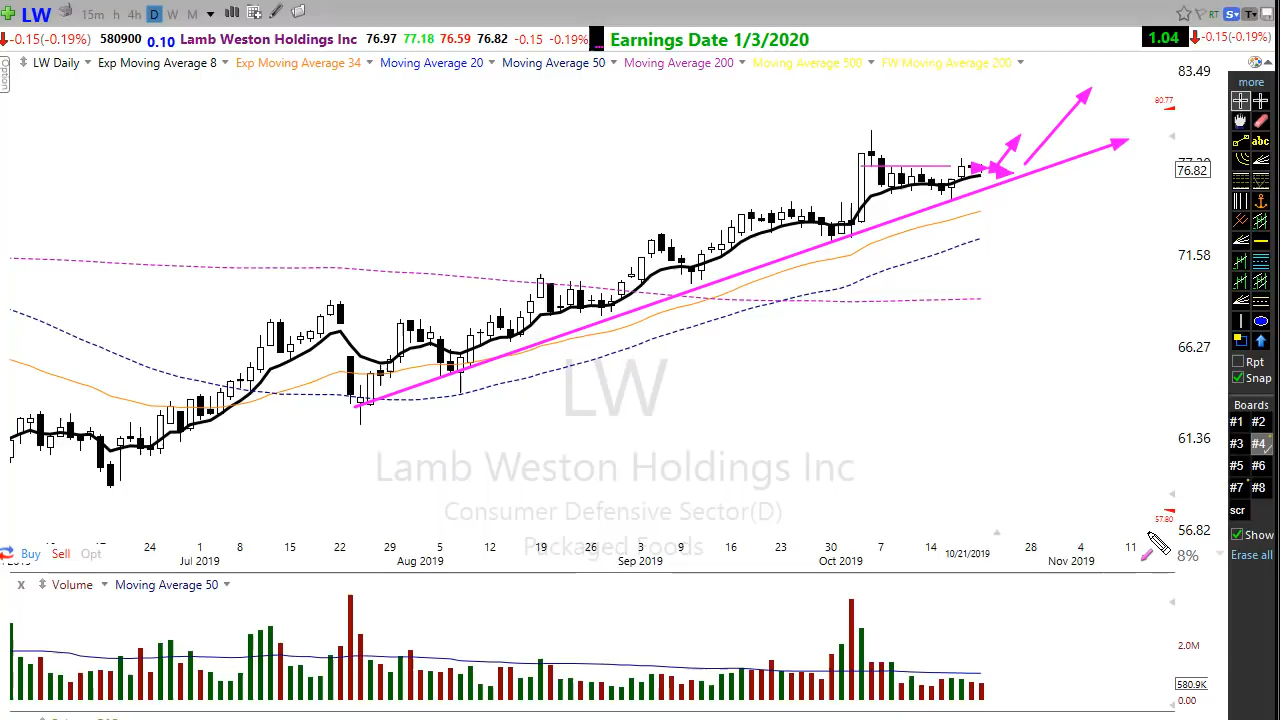 LW 15m h 4h D W M RT S T
-0.15(-0.19%) 580900 0.10 Lamb Weston Holdings Inc 76.97 77.18 76.59 76.82 -0.15 -0.19% Earnings Date 1/3/2020 1.04 -0.15(-0.19%)
Option LW Daily Exp Moving Average 8 Exp Moving Average 34 Moving Average 20 Moving Average 50 Moving Average 200 Moving Average 500 FW Moving Average 200
83.49
80.77
76.82
71.58
66.27
61.36
57.80
56.82
LW
Lamb Weston Holdings Inc
Consumer Defensive Sector(D)
Packaged Foods
more
abc
Rpt
Snap
Boards
#1 #2
#3 #4
#5 #6
#7 #8
scr
Show
Erase all
24 1 8 15 22 29 5 12 19 26 3 9 16 23 30 7 14 10/21/2019 28 4 11
Jul 2019 Aug 2019 Sep 2019 Oct 2019 Nov 2019
Buy Sell Opt 8%
X Volume Moving Average 50
2.0M
580.9K
0.00